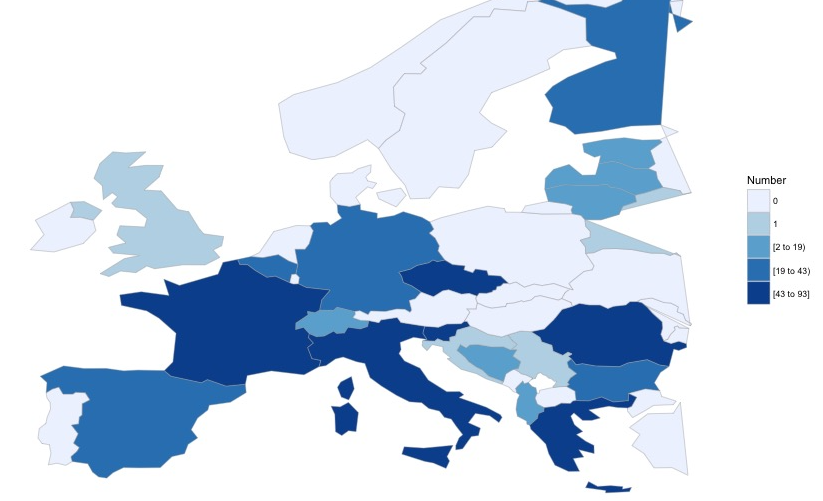 Number
0
1
[2 to 19)
[19 to 43)
[43 to 93]